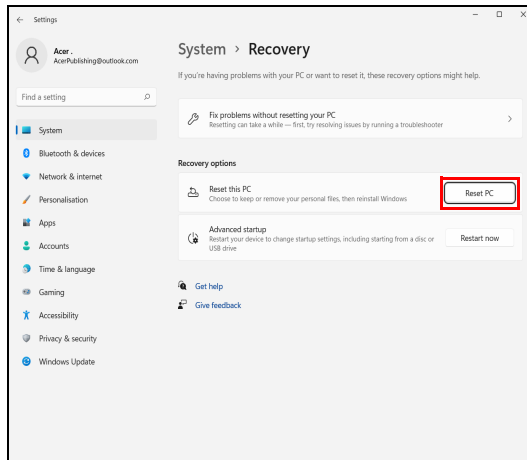 Settings
Acer .
AcerPublishing@outlook.com
Find a setting
System
Bluetooth & devices
Network & internet
Personalisation
Apps
Accounts
Time & language
Gaming
Accessibility
Privacy & security
Windows Update
System > Recovery
If you're having problems with your PC or want to reset it, these recovery options might help.
Fix problems without resetting your PC
Resetting can take a while — first, try resolving issues by running a troubleshooter
Recovery options
Reset this PC
Choose to keep or remove your personal files, then reinstall Windows
Reset PC
Advanced startup
Restart your device to change startup settings, including starting from a disc or
USB drive
Restart now
Get help
Give feedback